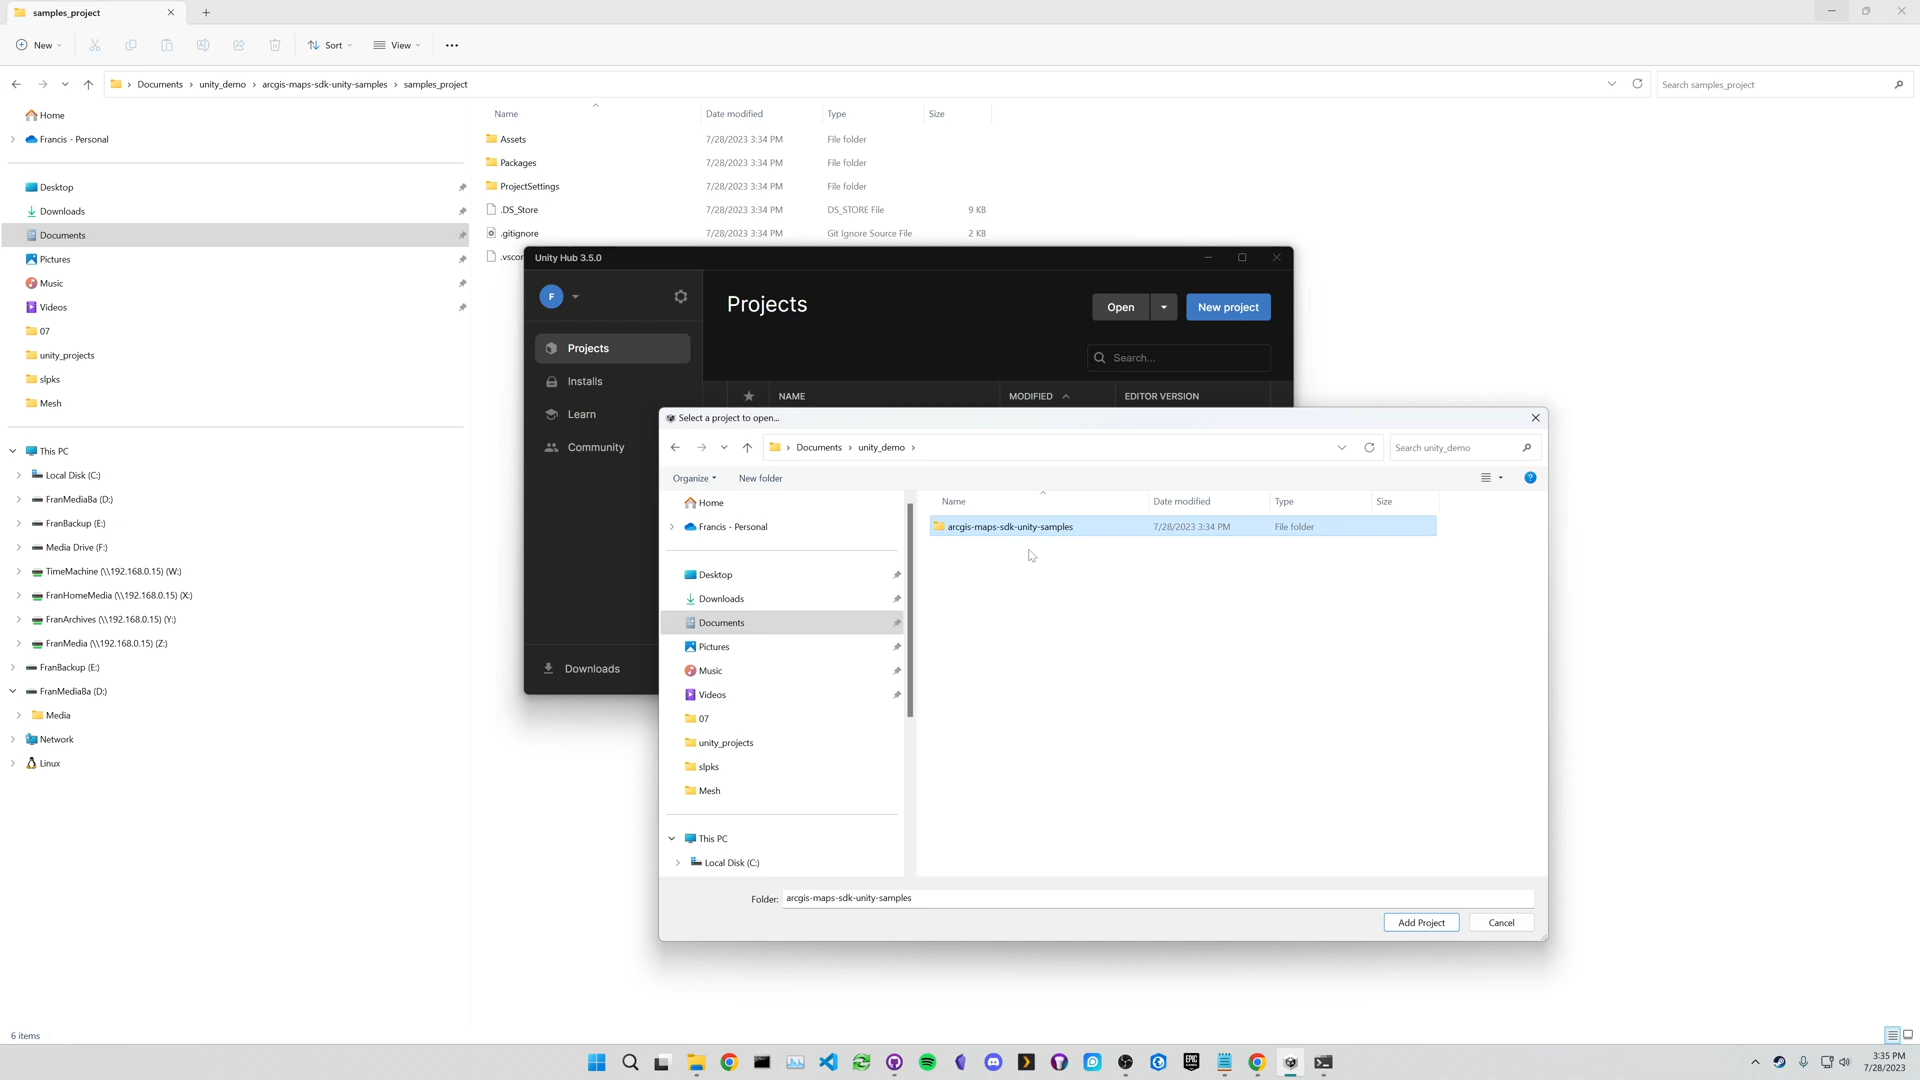 samples_project
New
Sort
View
Documents > unity_demo > arcgis-maps-sdk-unity-samples > samples_project
Search samples_project
Home
Francis - Personal
Desktop
Downloads
Documents
Pictures
Music
Videos
07
unity_projects
slpks
Mesh
This PC
Local Disk (C:)
FranMediaBa (D:)
FranBackup (E:)
Media Drive (F:)
TimeMachine (\\192.168.0.15) (W:)
FranHomeMedia (\\192.168.0.15) (X:)
FranArchives (\\192.168.0.15) (Y:)
FranMedia (\\192.168.0.15) (Z:)
FranBackup (E:)
FranMediaBa (D:)
Media
Network
Linux
6 items
Name Date modified Type Size
Assets 7/28/2023 3:34 PM File folder
Packages 7/28/2023 3:34 PM File folder
ProjectSettings 7/28/2023 3:34 PM File folder
.DS_Store 7/28/2023 3:34 PM DS_STORE File 9 KB
.gitignore 7/28/2023 3:34 PM Git Ignore Source File 2 KB
.vscor
Unity Hub 3.5.0
F
Projects
Installs
Learn
Community
Downloads
Projects
Open
New project
Search...
NAME MODIFIED EDITOR VERSION
Select a project to open...
Documents > unity_demo >
Search unity_demo
Organize
New folder
Home
Francis - Personal
Desktop
Downloads
Documents
Pictures
Music
Videos
07
unity_projects
slpks
Mesh
This PC
Local Disk (C:)
Name Date modified Type Size
arcgis-maps-sdk-unity-samples 7/28/2023 3:34 PM File folder
Folder: arcgis-maps-sdk-unity-samples
Add Project
Cancel
EPIC
3:35 PM
7/28/2023